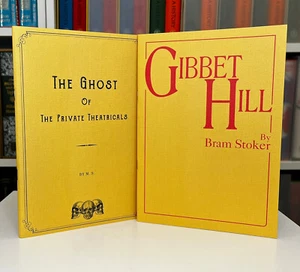 The Ghost
Of
The Private Theatricals
Gibbet
Hill
By
Bram Stoker